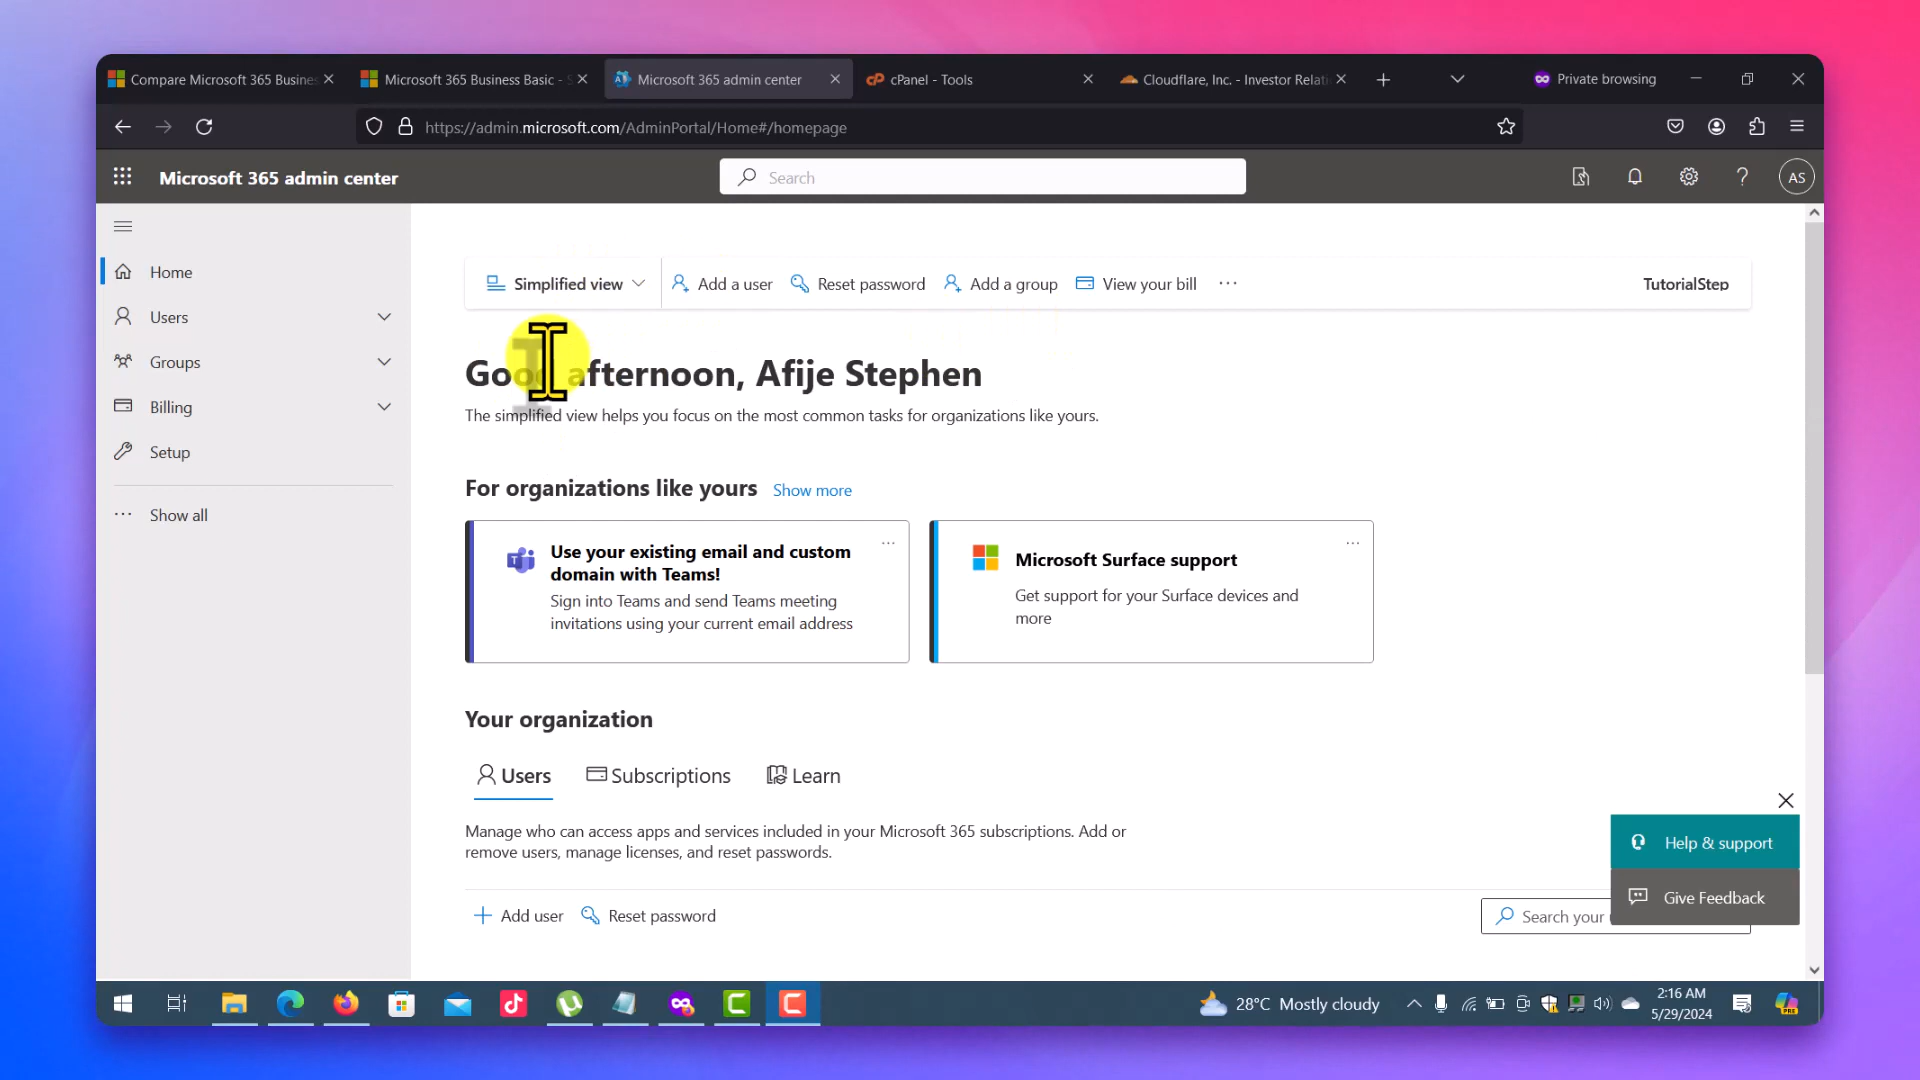 Compare Microsoft 365 Busines
Microsoft 365 Business Basic - S
Microsoft 365 admin center
cPanel - Tools
Cloudflare, Inc. - Investor Relati
Private browsing
https://admin.microsoft.com/AdminPortal/Home#/homepage
Microsoft 365 admin center
Search
AS
Home
Users
Groups
Billing
Setup
Show all
Simplified view
Add a user
Reset password
Add a group
View your bill
TutorialStep
Good afternoon, Afije Stephen
The simplified view helps you focus on the most common tasks for organizations like yours.
For organizations like yours Show more
Use your existing email and custom
domain with Teams!
Sign into Teams and send Teams meeting
invitations using your current email address
Microsoft Surface support
Get support for your Surface devices and
more
Your organization
Users
Subscriptions
Learn
Manage who can access apps and services included in your Microsoft 365 subscriptions. Add or
remove users, manage licenses, and reset passwords.
Add user
Reset password
Search your
Help & support
Give Feedback
28°C Mostly cloudy
2:16 AM
5/29/2024